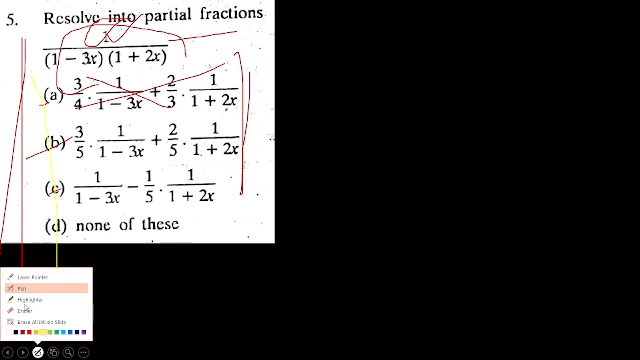 5. Resolve into partial fractions
1
(1 − 3x) (1 + 2x)
(a) 3/4 · 1/(1 − 3x) + 2/3 · 1/(1 + 2x)
(b) 3/5 · 1/(1 − 3x) + 2/5 · 1/(1 + 2x)
(c) 1/(1 − 3x) − 1/5 · 1/(1 + 2x)
(d) none of these
Laser Pointer
Pen
Highlighter
Eraser
Erase All Ink on Slide